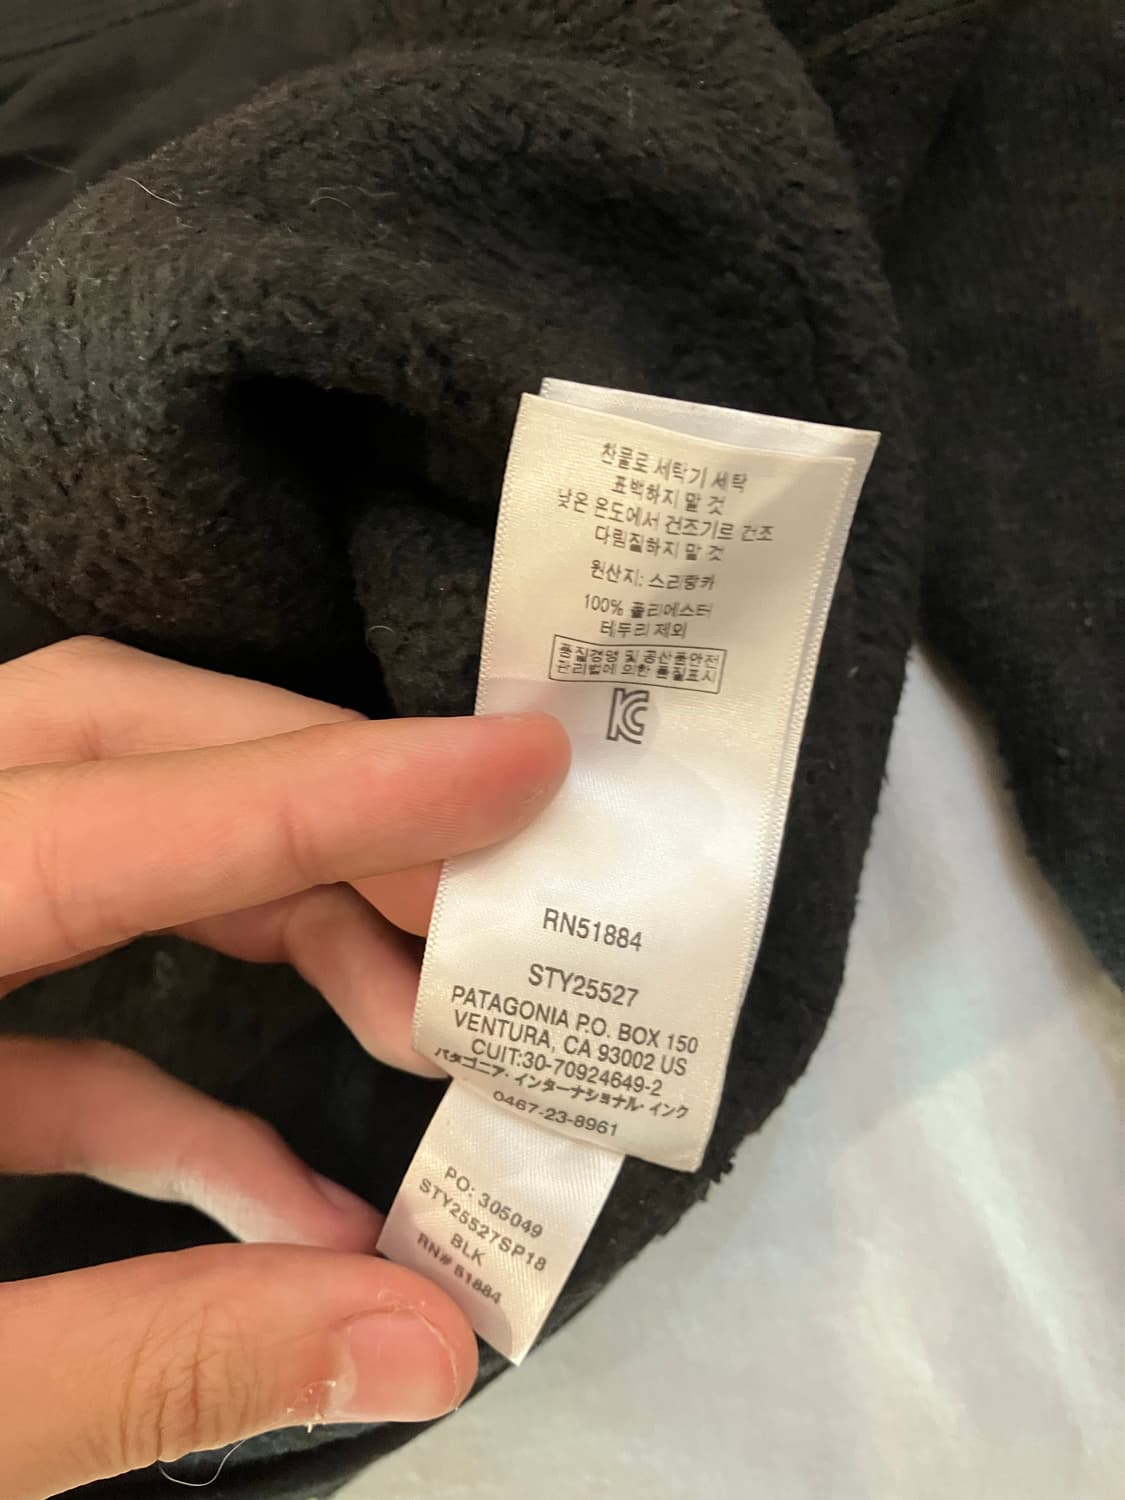 찬물로 세탁기 세탁
표백하지 말 것
낮은 온도에서 건조기로 건조
다림질하지 말 것
원산지: 스리랑카
100% 폴리에스터
테두리 제외
품질경영 및 공산품안전
관리법에 의한 품질표시
RN51884
STY25527
PATAGONIA P.O. BOX 150
VENTURA, CA 93002 US
CUIT:30-70924649-2
パタゴニア・インターナショナル・インク
0467-23-8961
PO: 305049
STY25527SP18
BLK
RN# 51884